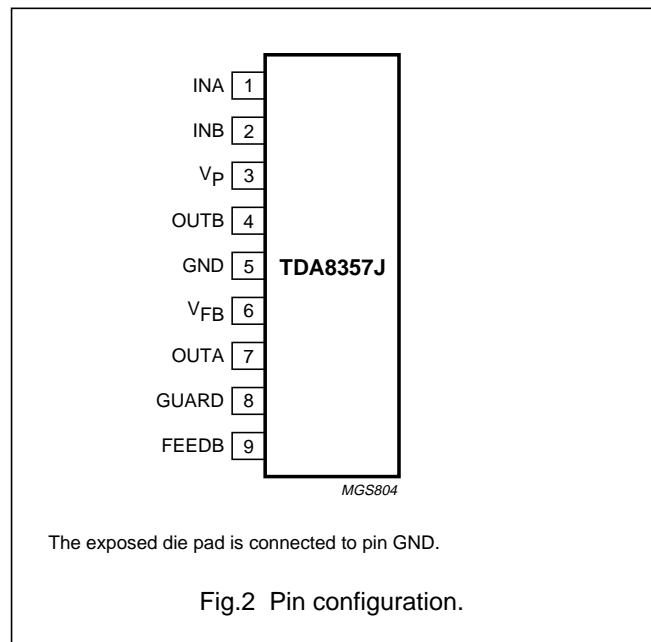 INA 1
INB 2
VP 3
OUTB 4
GND 5
TDA8357J
VFB 6
OUTA 7
GUARD 8
FEEDB 9
MGS804
The exposed die pad is connected to pin GND.
Fig.2 Pin configuration.